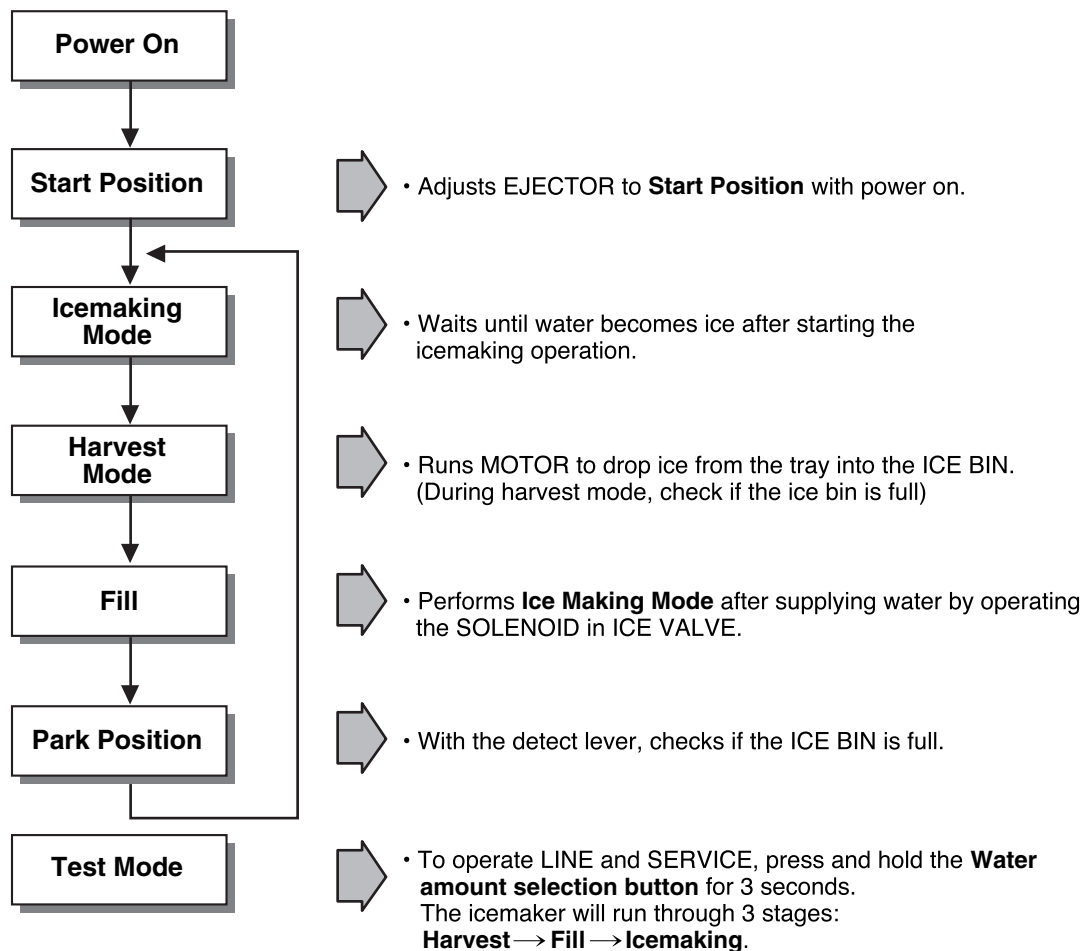 Power On
Start Position
• Adjusts EJECTOR to Start Position with power on.
Icemaking
Mode
• Waits until water becomes ice after starting the
icemaking operation.
Harvest
Mode
• Runs MOTOR to drop ice from the tray into the ICE BIN.
(During harvest mode, check if the ice bin is full)
Fill
• Performs Ice Making Mode after supplying water by operating
the SOLENOID in ICE VALVE.
Park Position
• With the detect lever, checks if the ICE BIN is full.
Test Mode
• To operate LINE and SERVICE, press and hold the Water
amount selection button for 3 seconds.
The icemaker will run through 3 stages:
Harvest → Fill → Icemaking.